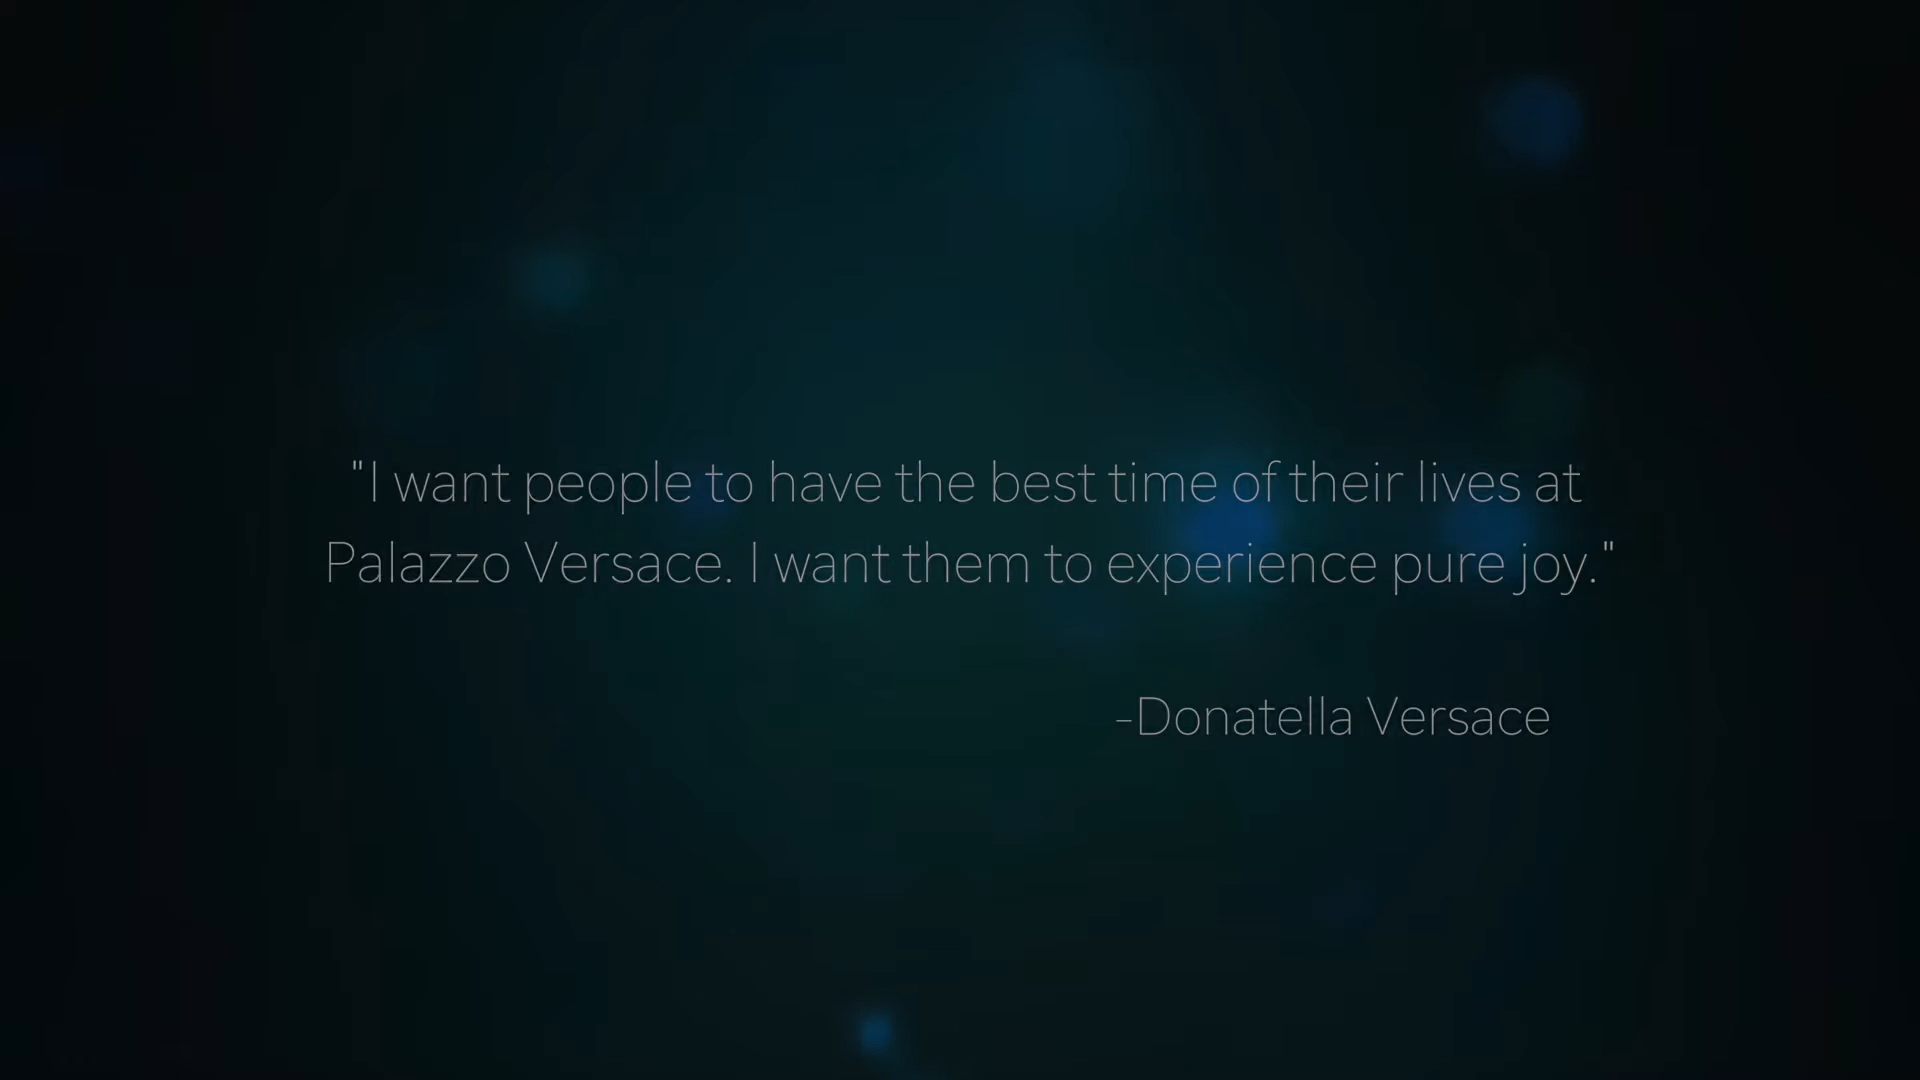 "I want people to have the best time of their lives at
Palazzo Versace. I want them to experience pure joy."
-Donatella Versace